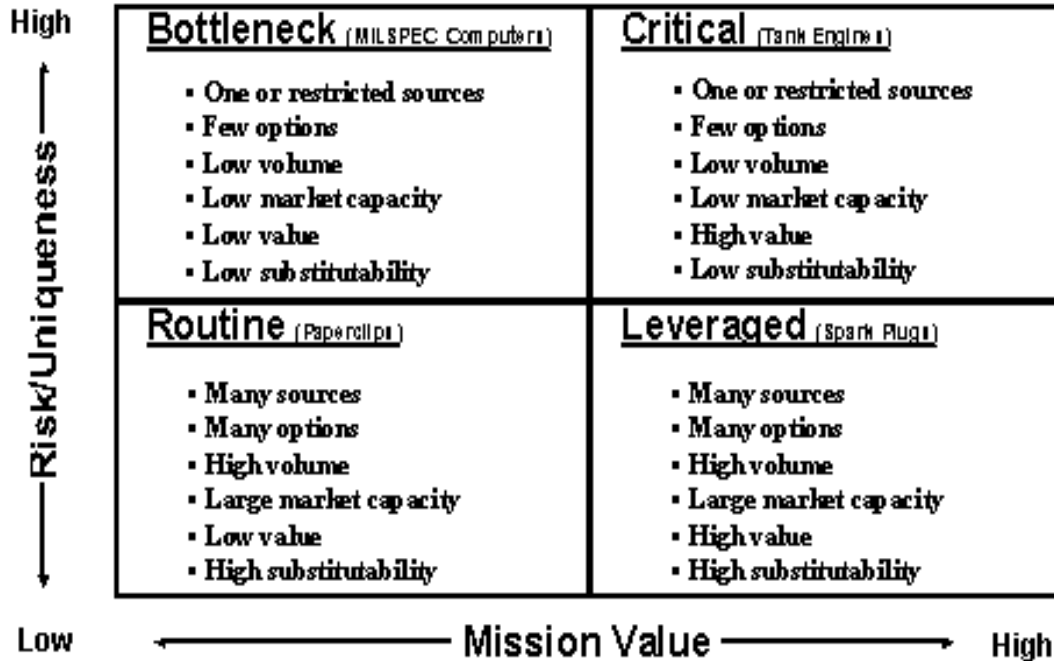 High
Bottleneck (MILSPEC Computers)
▪ One or restricted sources
▪ Few options
▪ Low volume
▪ Low market capacity
▪ Low value
▪ Low substitutability
Critical (Tank Engines)
▪ One or restricted sources
▪ Few options
▪ Low volume
▪ Low market capacity
▪ High value
▪ Low substitutability
Risk/Uniqueness
Routine (Paperclips)
▪ Many sources
▪ Many options
▪ High volume
▪ Large market capacity
▪ Low value
▪ High substitutability
Leveraged (Spark Plugs)
▪ Many sources
▪ Many options
▪ High volume
▪ Large market capacity
▪ High value
▪ High substitutability
Low
Mission Value
High